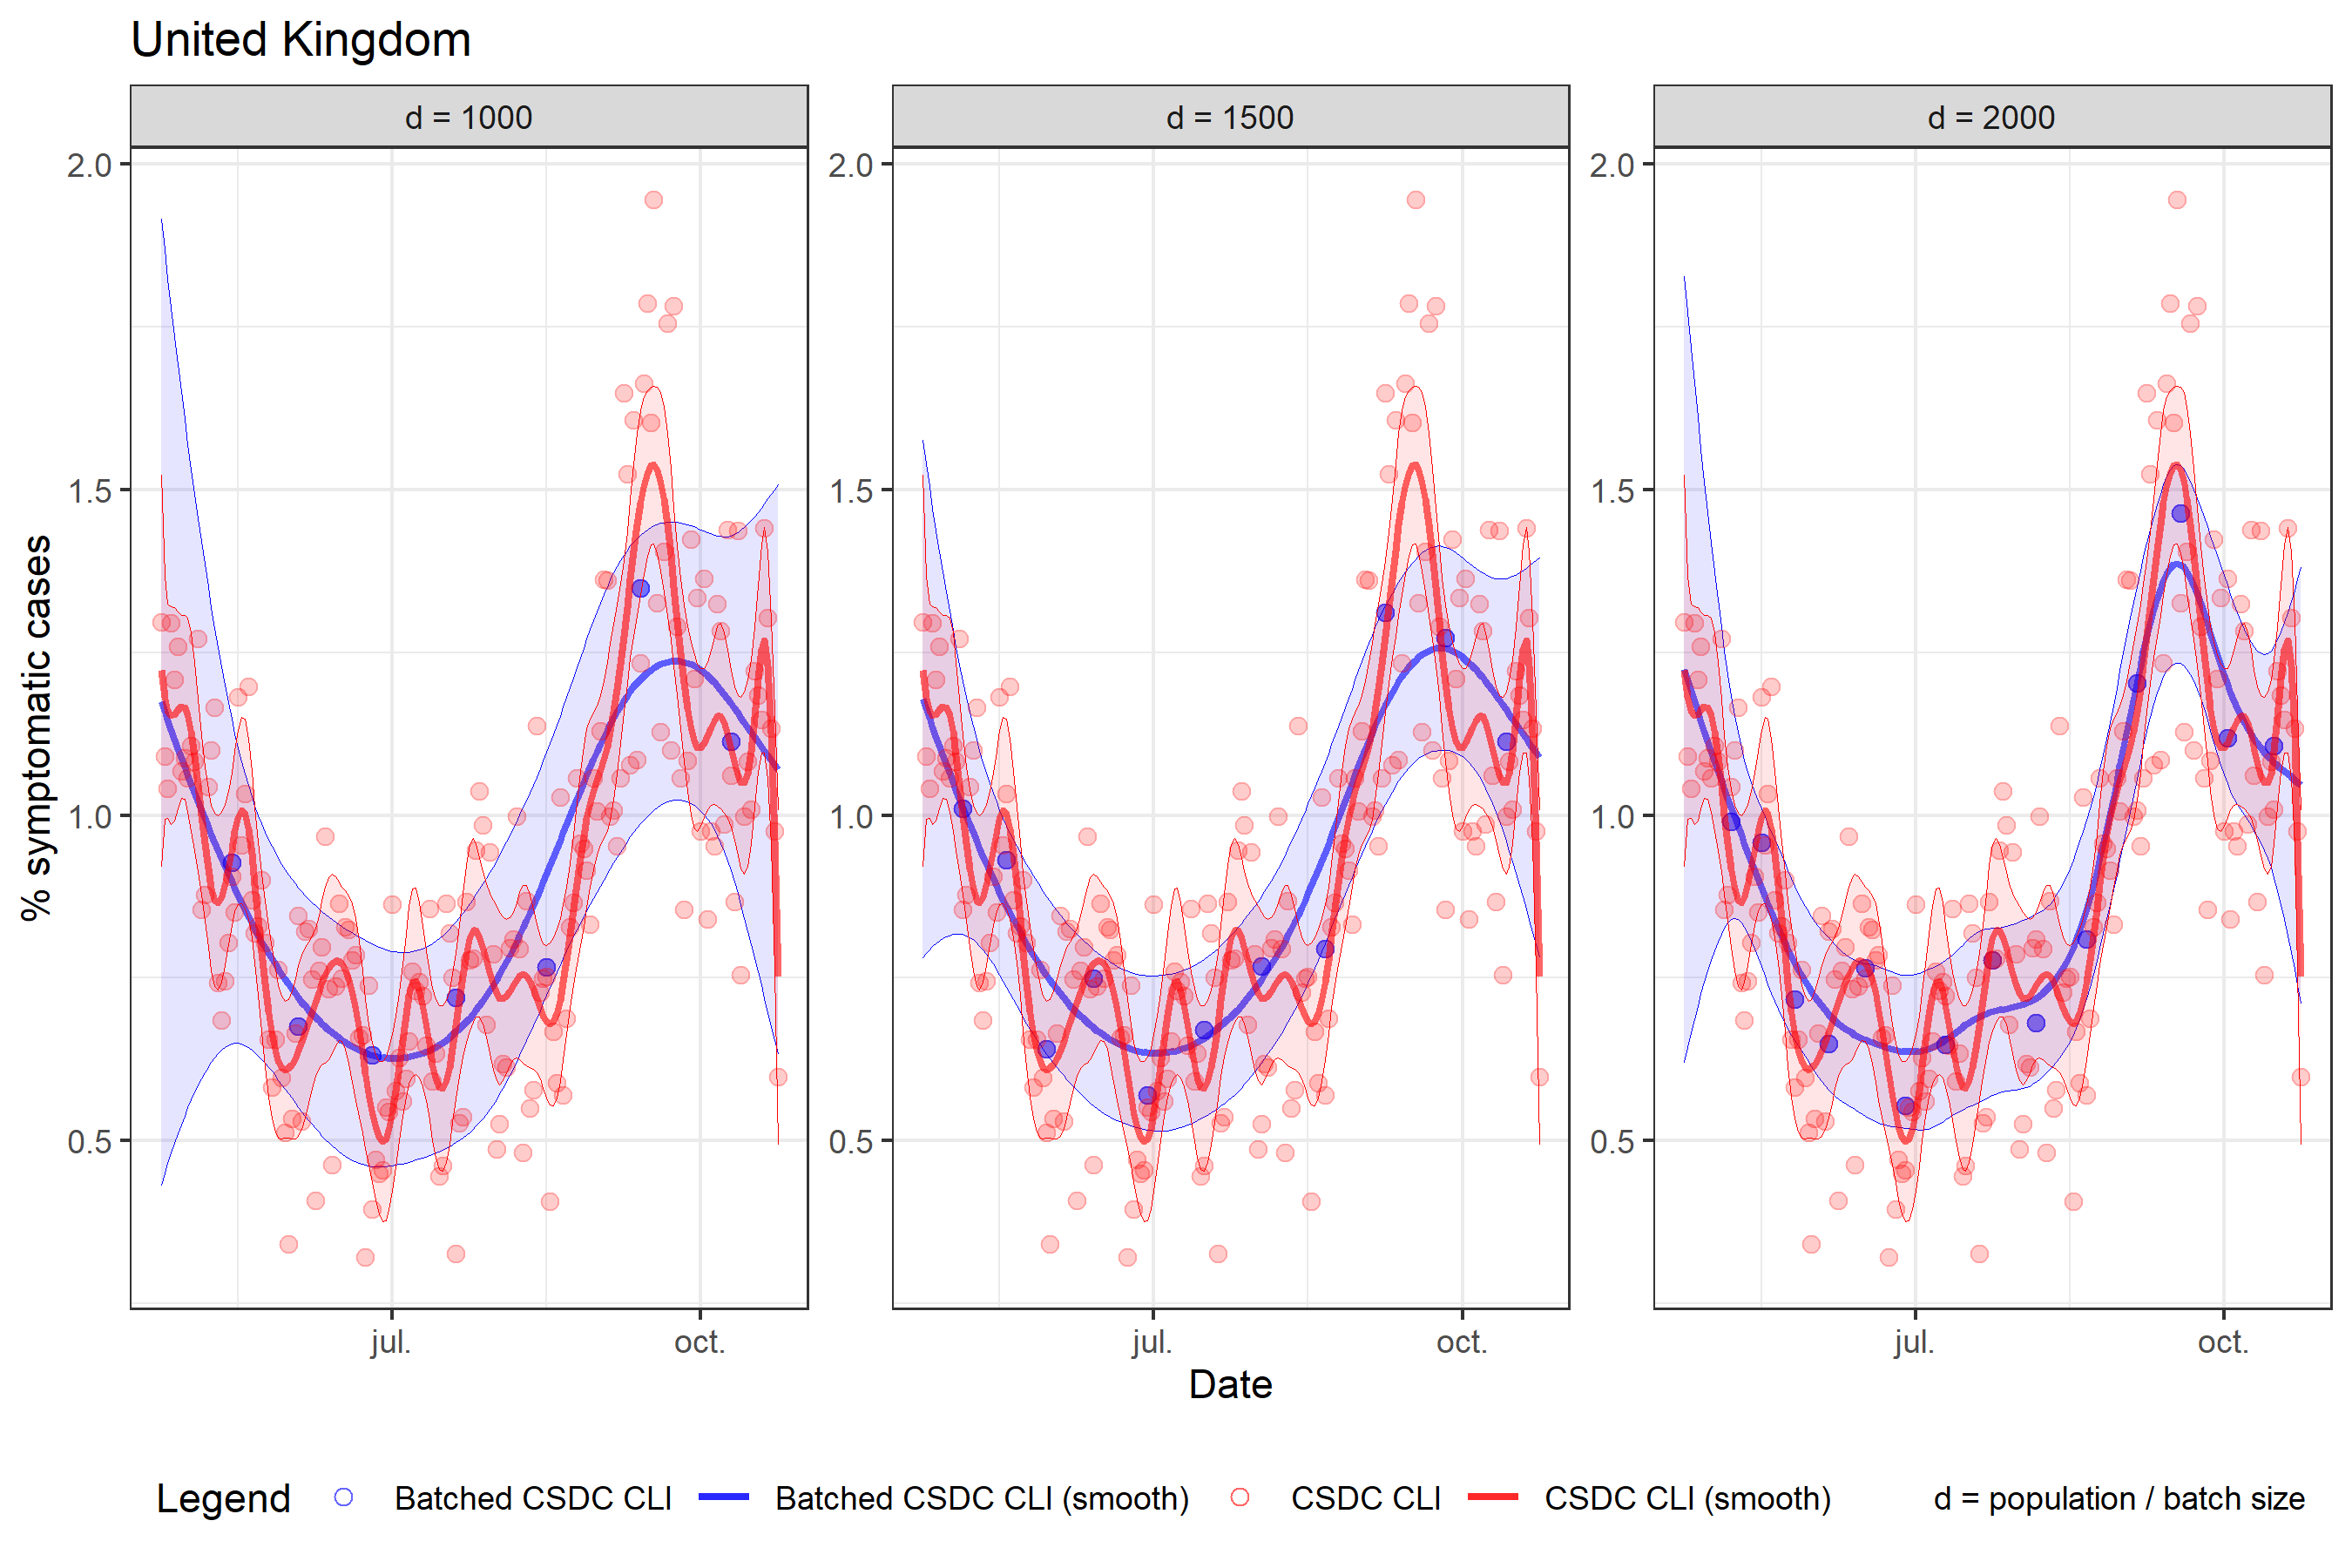 United Kingdom
d = 1000
d = 1500
d = 2000
% symptomatic cases
2.0
1.5
1.0
0.5
2.0
1.5
1.0
0.5
2.0
1.5
1.0
0.5
jul.
oct.
jul.
oct.
jul.
oct.
Date
Legend
Batched CSDC CLI
Batched CSDC CLI (smooth)
CSDC CLI
CSDC CLI (smooth)
d = population / batch size